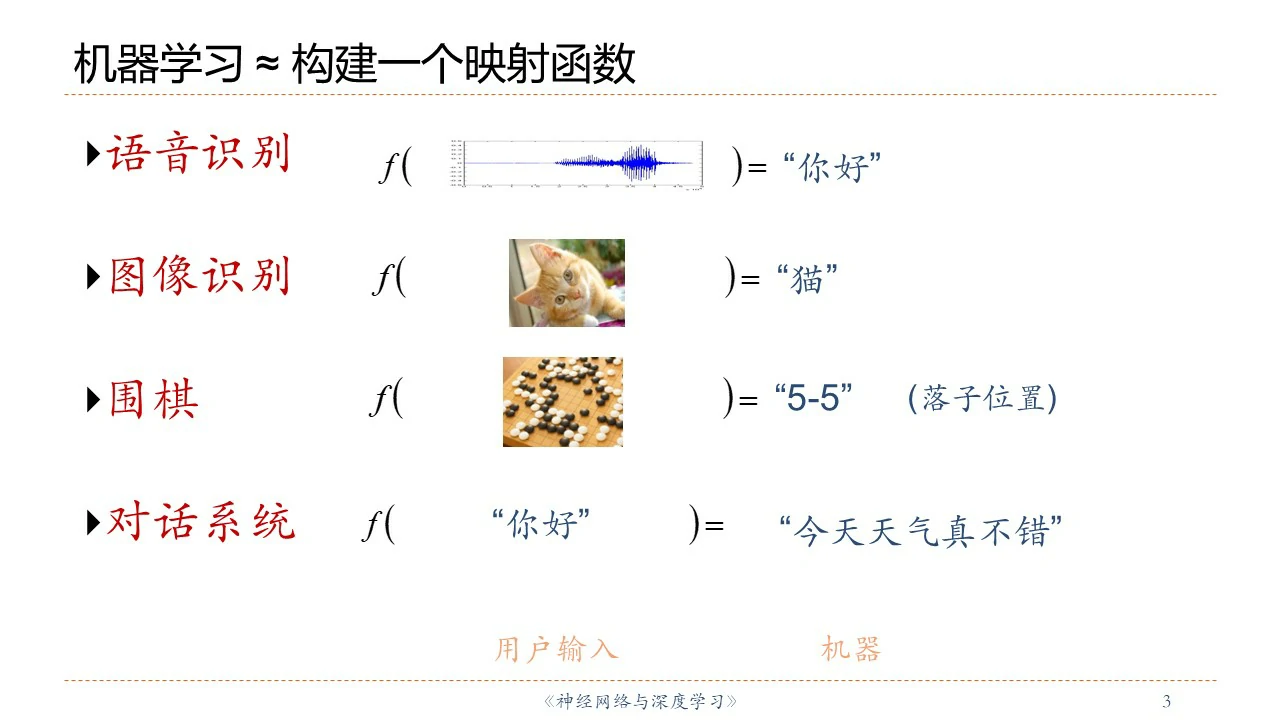 机器学习 ≈ 构建一个映射函数
语音识别 f( ) = “你好”
图像识别 f( ) = “猫”
围棋 f( ) = “5-5” (落子位置)
对话系统 f( “你好” ) = “今天天气真不错”
用户输入 机器
《神经网络与深度学习》 3